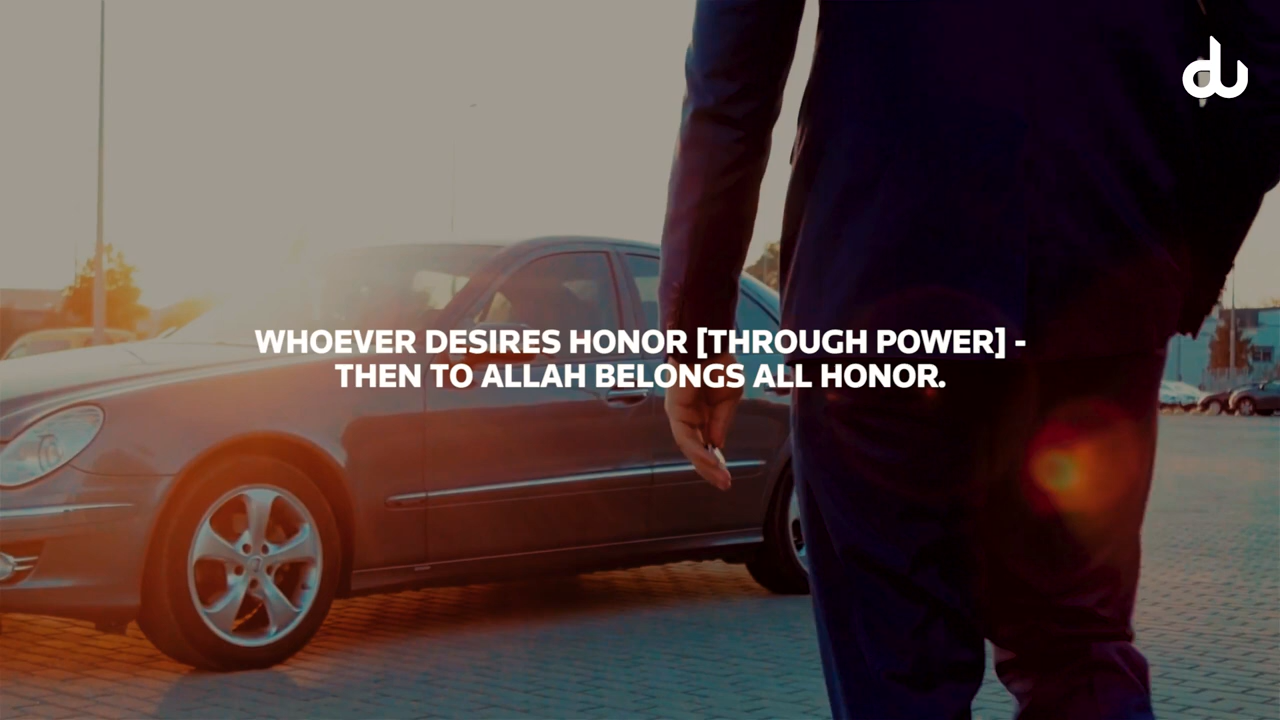 WHOEVER DESIRES HONOR [THROUGH POWER] -
THEN TO ALLAH BELONGS ALL HONOR.